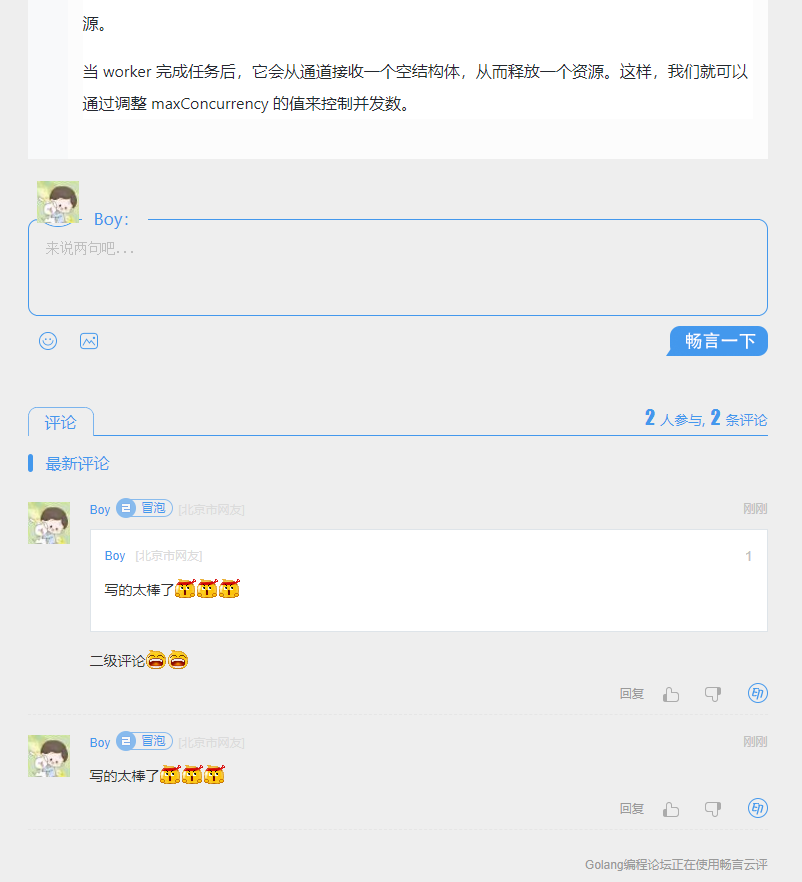 源。
当 worker 完成任务后，它会从通道接收一个空结构体，从而释放一个资源。这样，我们就可以
通过调整 maxConcurrency 的值来控制并发数。
Boy：
来说两句吧...
畅言一下
评论
2 人参与, 2 条评论
最新评论
Boy 2 冒泡 [北京市网友] 刚刚
Boy [北京市网友] 1
写的太棒了
二级评论
回复 印
Boy 2 冒泡 [北京市网友] 刚刚
写的太棒了
回复 印
Golang编程论坛正在使用畅言云评